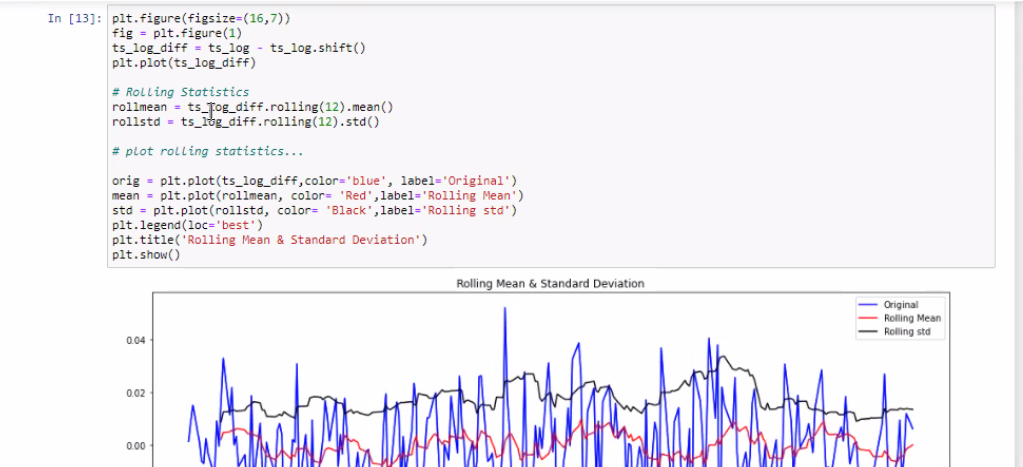 In [13]:
plt.figure(figsize=(16,7))
fig = plt.figure(1)
ts_log_diff = ts_log - ts_log.shift()
plt.plot(ts_log_diff)
# Rolling Statistics
rollmean = ts_log_diff.rolling(12).mean()
rollstd = ts_log_diff.rolling(12).std()
# plot rolling statistics...
orig = plt.plot(ts_log_diff,color='blue', label='Original')
mean = plt.plot(rollmean, color= 'Red',label='Rolling Mean')
std = plt.plot(rollstd, color= 'Black',label='Rolling std')
plt.legend(loc='best')
plt.title('Rolling Mean & Standard Deviation')
plt.show()
Rolling Mean & Standard Deviation
Original
Rolling Mean
Rolling std
0.04
0.02
0.00